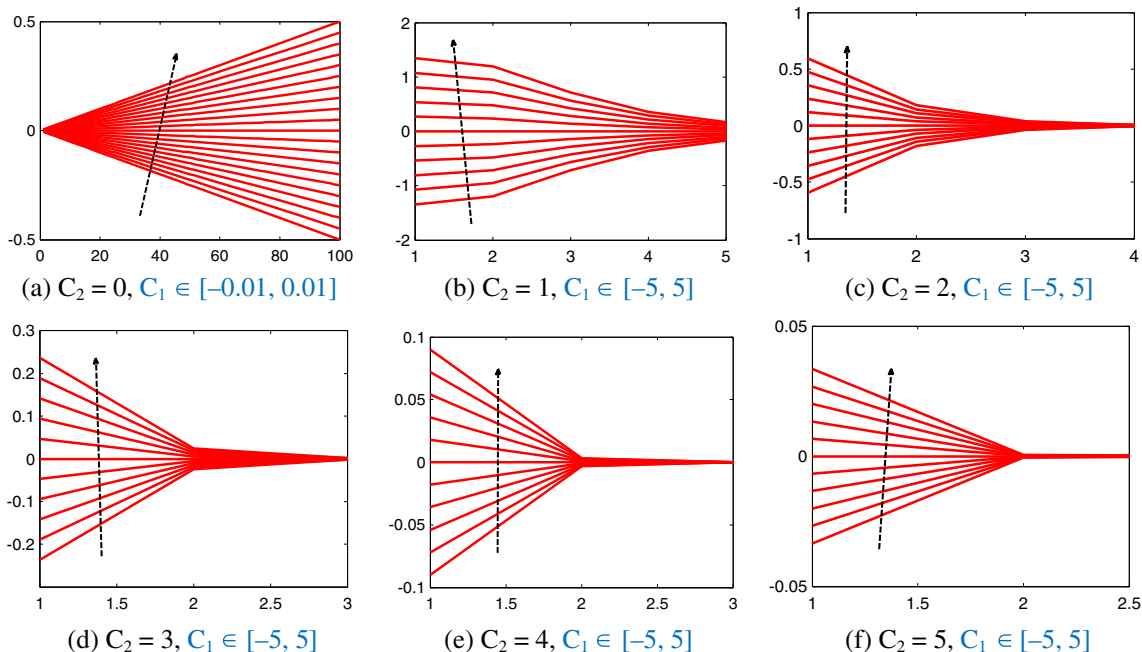 0.5
0
-0.5
0 20 40 60 80 100
(a) C₂ = 0, C₁ ∈ [–0.01, 0.01]
2
1
0
-1
-2
1 2 3 4 5
(b) C₂ = 1, C₁ ∈ [–5, 5]
1
0.5
0
-0.5
-1
1 2 3 4
(c) C₂ = 2, C₁ ∈ [–5, 5]
0.3
0.2
0.1
0
-0.1
-0.2
1 1.5 2 2.5 3
(d) C₂ = 3, C₁ ∈ [–5, 5]
0.1
0.05
0
-0.05
-0.1
1 1.5 2 2.5 3
(e) C₂ = 4, C₁ ∈ [–5, 5]
0.05
0
-0.05
1 1.5 2 2.5
(f) C₂ = 5, C₁ ∈ [–5, 5]